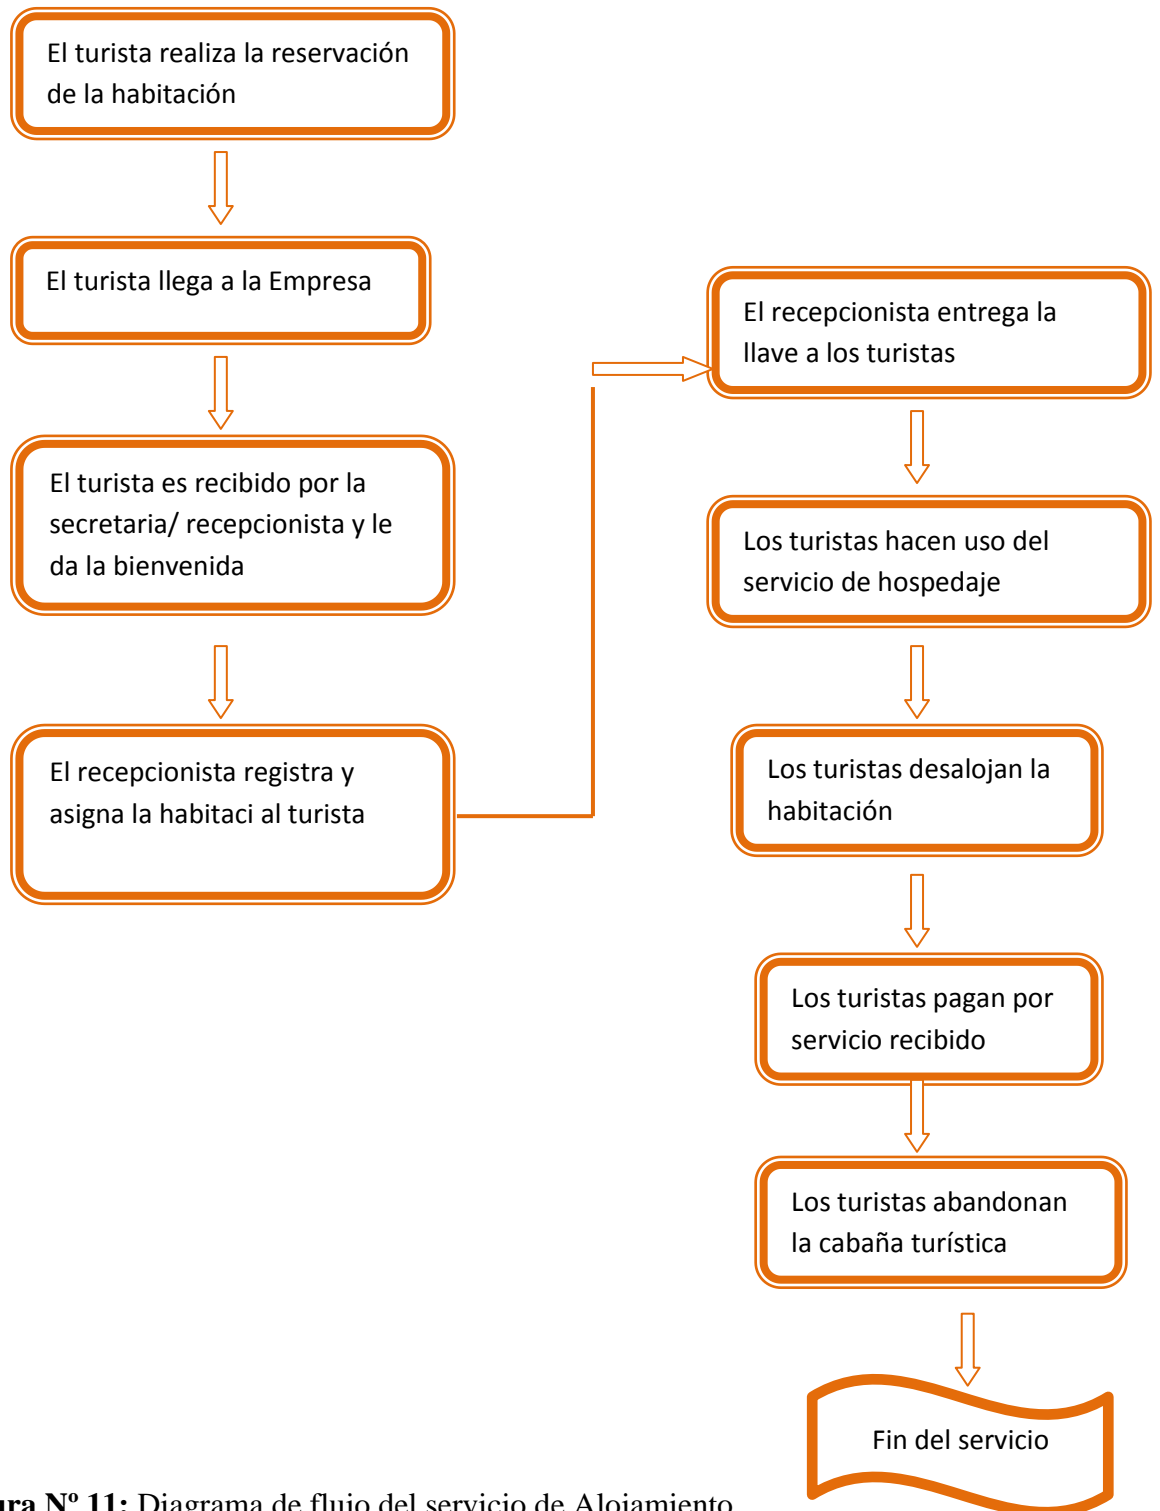 El turista realiza la reservación
de la habitación
El turista llega a la Empresa
El turista es recibido por la
secretaria/ recepcionista y le
da la bienvenida
El recepcionista registra y
asigna la habitaci al turista
El recepcionista entrega la
llave a los turistas
Los turistas hacen uso del
servicio de hospedaje
Los turistas desalojan la
habitación
Los turistas pagan por
servicio recibido
Los turistas abandonan
la cabaña turística
Fin del servicio
ura Nº 11: Diagrama de flujo del servicio de Alojamiento